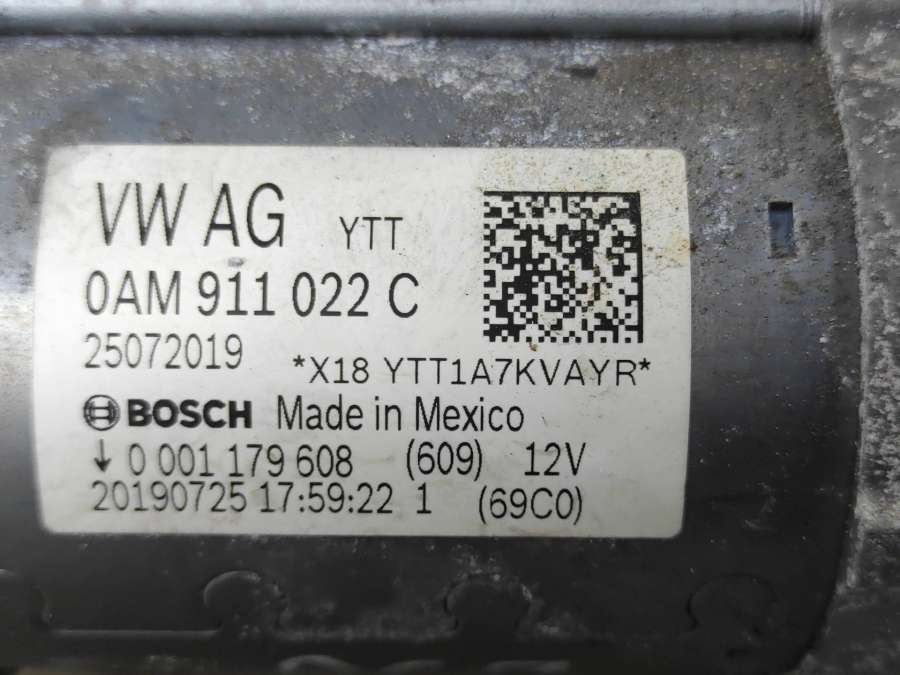 VW AG YTT
0AM 911 022 C
25072019 *X18 YTT1A7KVAYR*
BOSCH Made in Mexico
↓ 0 001 179 608 (609) 12V
20190725 17:59:22 1 (69C0)